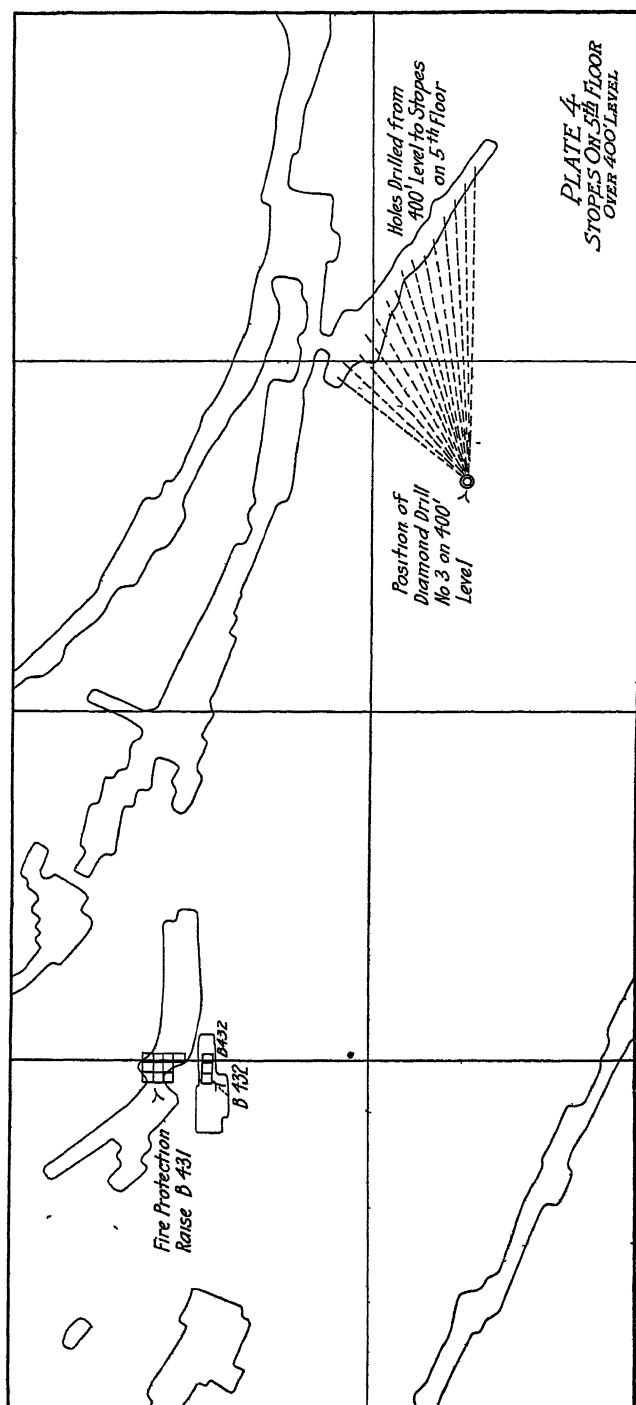 PLATE 4
STOPES ON 5th FLOOR
OVER 400' LEVEL
Holes Drilled from
400' Level to Stopes
on 5th Floor
Position of
Diamond Drill
No 3 on 400'
Level
B432
B 432
Fire Protection
Raise B 431